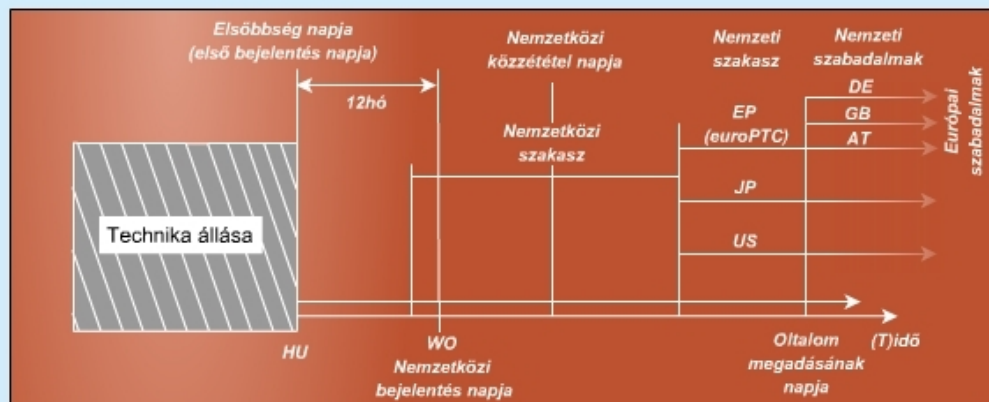 Elsőbbség napja
(első bejelentés napja)
12hó
Nemzetközi
közzététel napja
Nemzetközi
szakasz
Nemzeti
szakasz
Nemzeti
szabadalmak
EP
(euroPTC)
JP
US
DE
GB
AT
Európai
szabadalmak
Technika állása
HU
WO
Nemzetközi
bejelentés napja
Oltalom
megadásának
napja
(T)idő